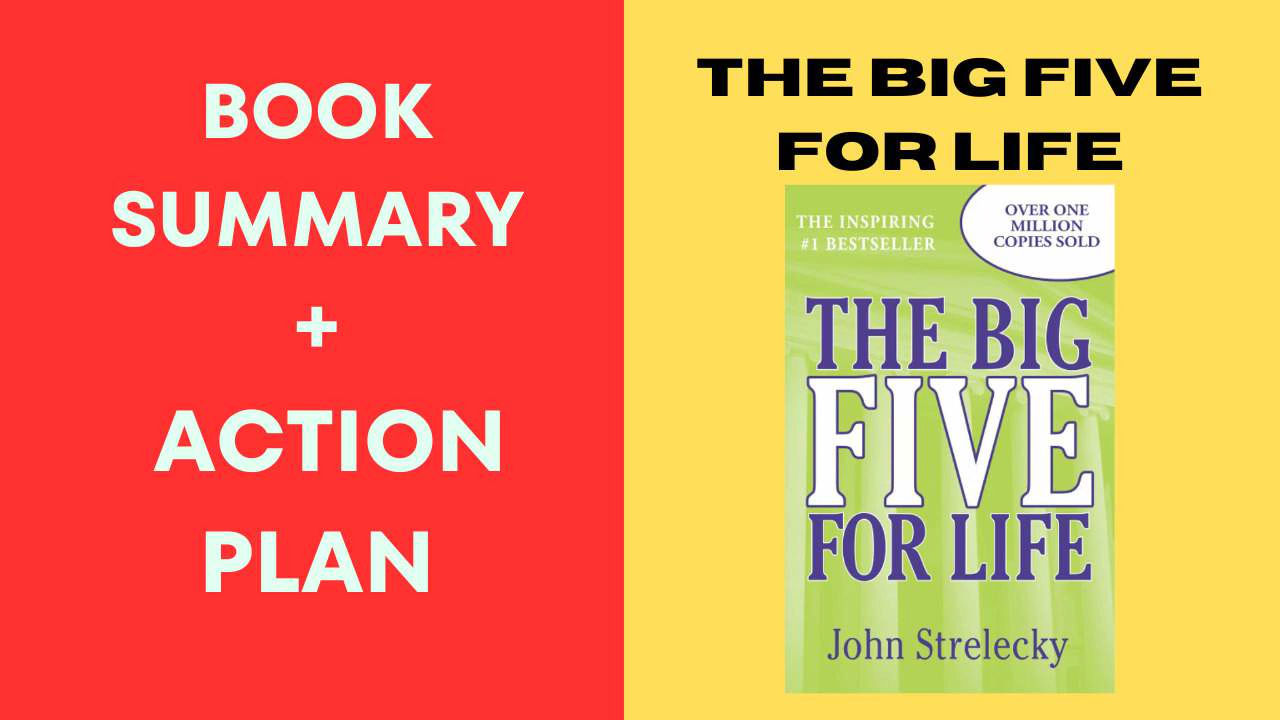 BOOK
SUMMARY
+
ACTION
PLAN
THE BIG FIVE
FOR LIFE
THE INSPIRING
#1 BESTSELLER
OVER ONE
MILLION
COPIES SOLD
THE BIG
FIVE
FOR LIFE
John Strelecky